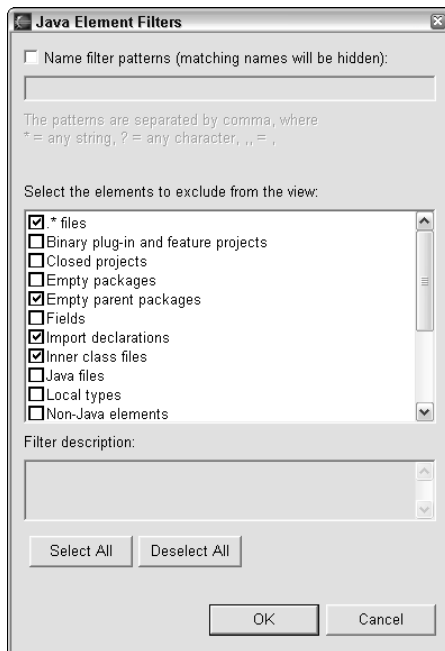 Java Element Filters
Name filter patterns (matching names will be hidden):
The patterns are separated by comma, where
* = any string, ? = any character, ,, = ,
Select the elements to exclude from the view:
.* files
Binary plug-in and feature projects
Closed projects
Empty packages
Empty parent packages
Fields
Import declarations
Inner class files
Java files
Local types
Non-Java elements
Filter description:
Select All
Deselect All
OK
Cancel